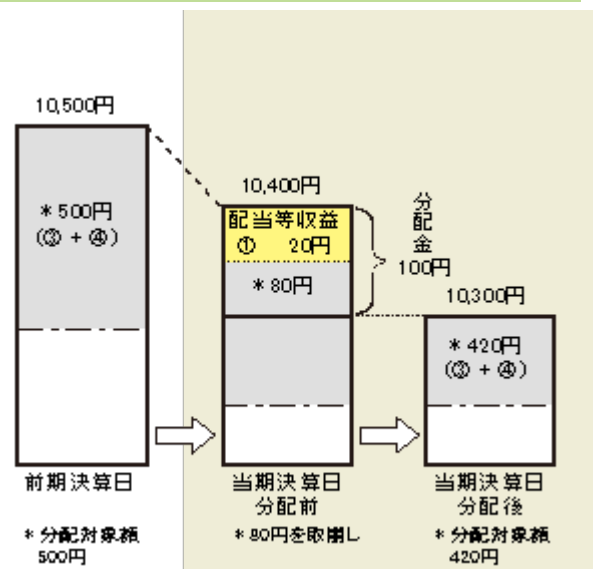 10,500円
*500円
(③ + ④)
前期決算日
* 分配対象額
500円
10,400円
配当等収益
① 20円
*80円
分配金
100円
当期決算日
分配前
*80円を取崩し
10,300円
*420円
(③ + ④)
当期決算日
分配後
* 分配対象額
420円